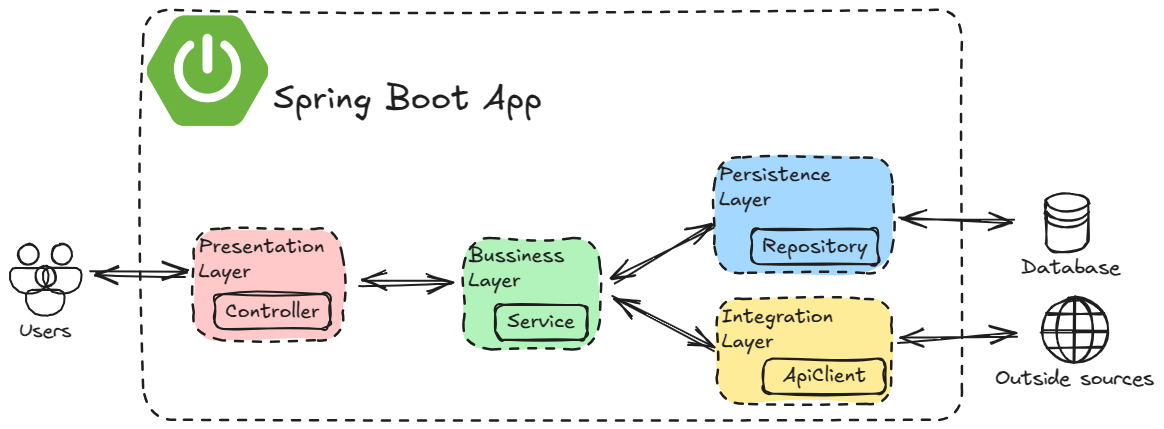 Spring Boot App
Persistence
Layer
Repository
Presentation
Layer
Controller
Bussiness
Layer
Service
Integration
Layer
ApiClient
Users
Database
Outside sources